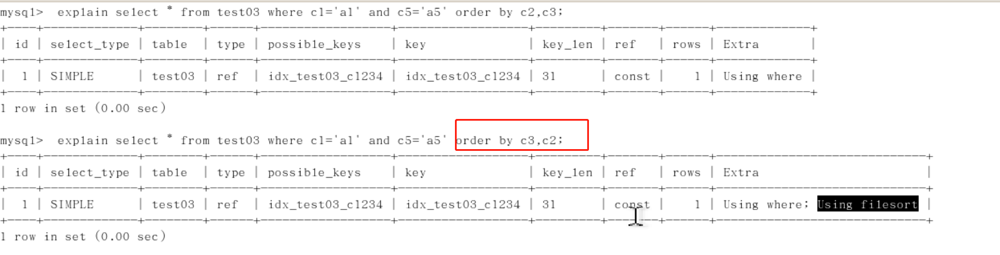 mysql>  explain select * from test03 where c1='a1' and c5='a5' order by c2,c3;
+----+-------------+--------+------+------------------+------------------+---------+-------+------+-------------+
| id | select_type | table  | type | possible_keys    | key              | key_len | ref   | rows | Extra       |
+----+-------------+--------+------+------------------+------------------+---------+-------+------+-------------+
|  1 | SIMPLE      | test03 | ref  | idx_test03_c1234 | idx_test03_c1234 | 31      | const |    1 | Using where |
+----+-------------+--------+------+------------------+------------------+---------+-------+------+-------------+
1 row in set (0.00 sec)
mysql>  explain select * from test03 where c1='a1' and c5='a5' order by c3,c2;
+----+-------------+--------+------+------------------+------------------+---------+-------+------+-----------------------------+
| id | select_type | table  | type | possible_keys    | key              | key_len | ref   | rows | Extra                       |
+----+-------------+--------+------+------------------+------------------+---------+-------+------+-----------------------------+
|  1 | SIMPLE      | test03 | ref  | idx_test03_c1234 | idx_test03_c1234 | 31      | const |    1 | Using where; Using filesort |
+----+-------------+--------+------+------------------+------------------+---------+-------+------+-----------------------------+
1 row in set (0.00 sec)